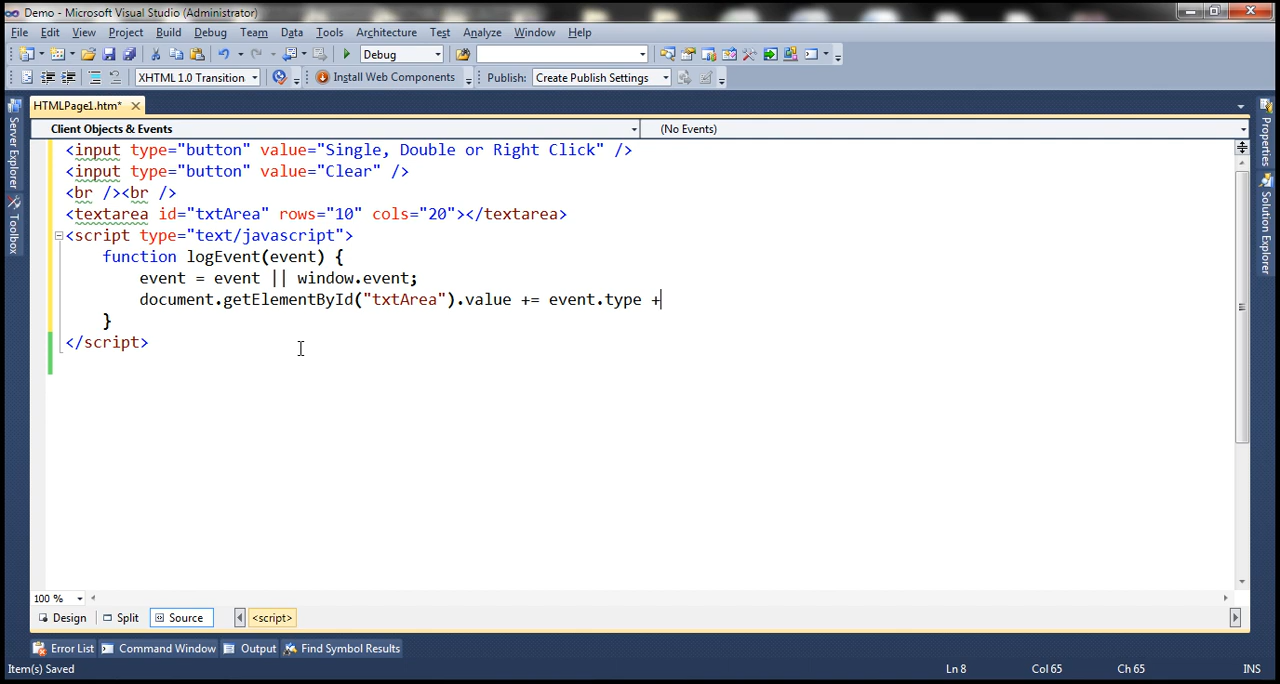 Demo - Microsoft Visual Studio (Administrator)
File Edit View Project Build Debug Team Data Tools Architecture Test Analyze Window Help
Debug
XHTML 1.0 Transition Install Web Components Publish: Create Publish Settings
HTMLPage1.htm*
Client Objects & Events (No Events)
<input type="button" value="Single, Double or Right Click" />
<input type="button" value="Clear" />
<br /><br />
<textarea id="txtArea" rows="10" cols="20"></textarea>
<script type="text/javascript">
function logEvent(event) {
event = event || window.event;
document.getElementById("txtArea").value += event.type +
}
</script>
Server Explorer
Toolbox
Properties
Solution Explorer
100 %
Design Split Source <script>
Error List Command Window Output Find Symbol Results
Item(s) Saved Ln 8 Col 65 Ch 65 INS